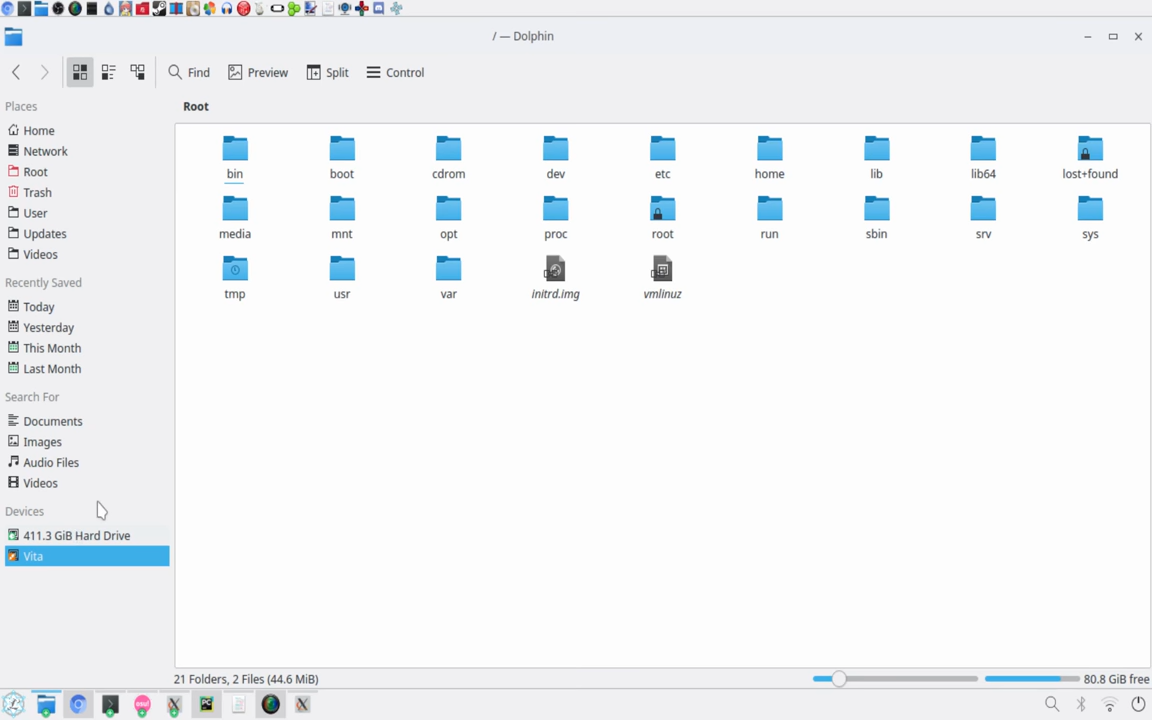 / — Dolphin
Find Preview Split Control
Places
Home
Network
Root
Trash
User
Updates
Videos
Recently Saved
Today
Yesterday
This Month
Last Month
Search For
Documents
Images
Audio Files
Videos
Devices
411.3 GiB Hard Drive
Vita
Root
bin boot cdrom dev etc home lib lib64 lost+found
media mnt opt proc root run sbin srv sys
tmp usr var initrd.img vmlinuz
21 Folders, 2 Files (44.6 MiB)
80.8 GiB free